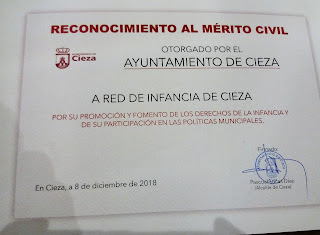 RECONOCIMIENTO AL MÉRITO CIVIL
OTORGADO POR EL
AYUNTAMIENTO DE CIEZA
Cieza
A RED DE INFANCIA DE CIEZA
POR SU PROMOCIÓN Y FOMENTO DE LOS DERECHOS DE LA INFANCIA Y
DE SU PARTICIPACIÓN EN LAS POLÍTICAS MUNICIPALES.
Firmado:
(Alcalde de Cieza)
En Cieza, a 8 de diciembre de 2018